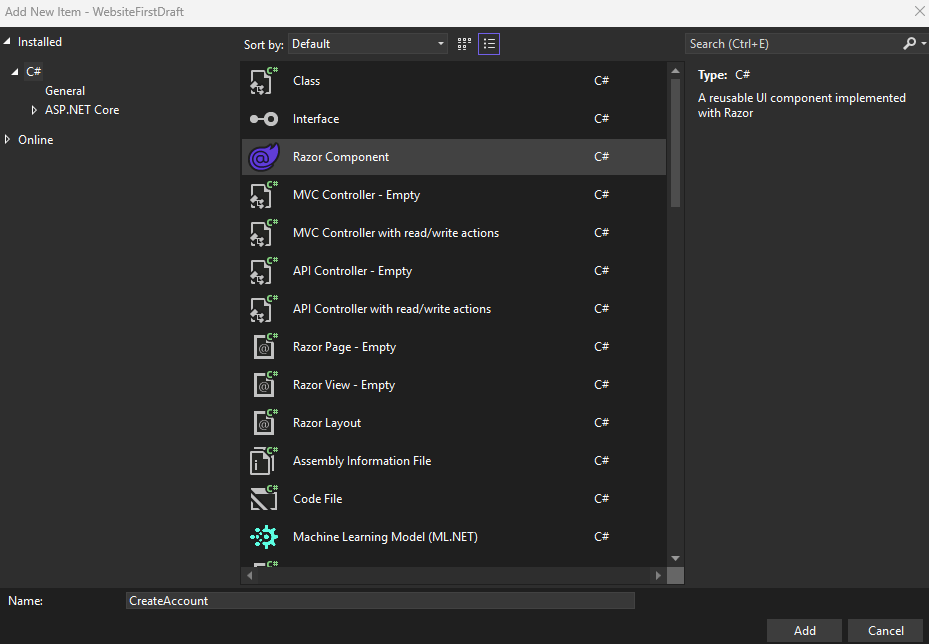 Add New Item - WebsiteFirstDraft
Installed
C#
General
ASP.NET Core
Online
Sort by: Default
Class C#
Interface C#
Razor Component C#
MVC Controller - Empty C#
MVC Controller with read/write actions C#
API Controller - Empty C#
API Controller with read/write actions C#
Razor Page - Empty C#
Razor View - Empty C#
Razor Layout C#
Assembly Information File C#
Code File C#
Machine Learning Model (ML.NET) C#
Search (Ctrl+E)
Type: C#
A reusable UI component implemented
with Razor
Name: CreateAccount
Add Cancel